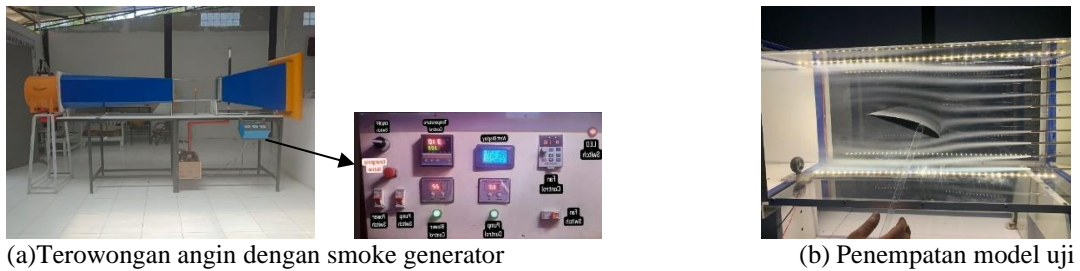 Temperature
Control
LED
Switch
Fan
Control
Power
Switch
Pump
Switch
Blower
Control
Pump
Control
Fan
Switch
(a)Terowongan angin dengan smoke generator
(b) Penempatan model uji